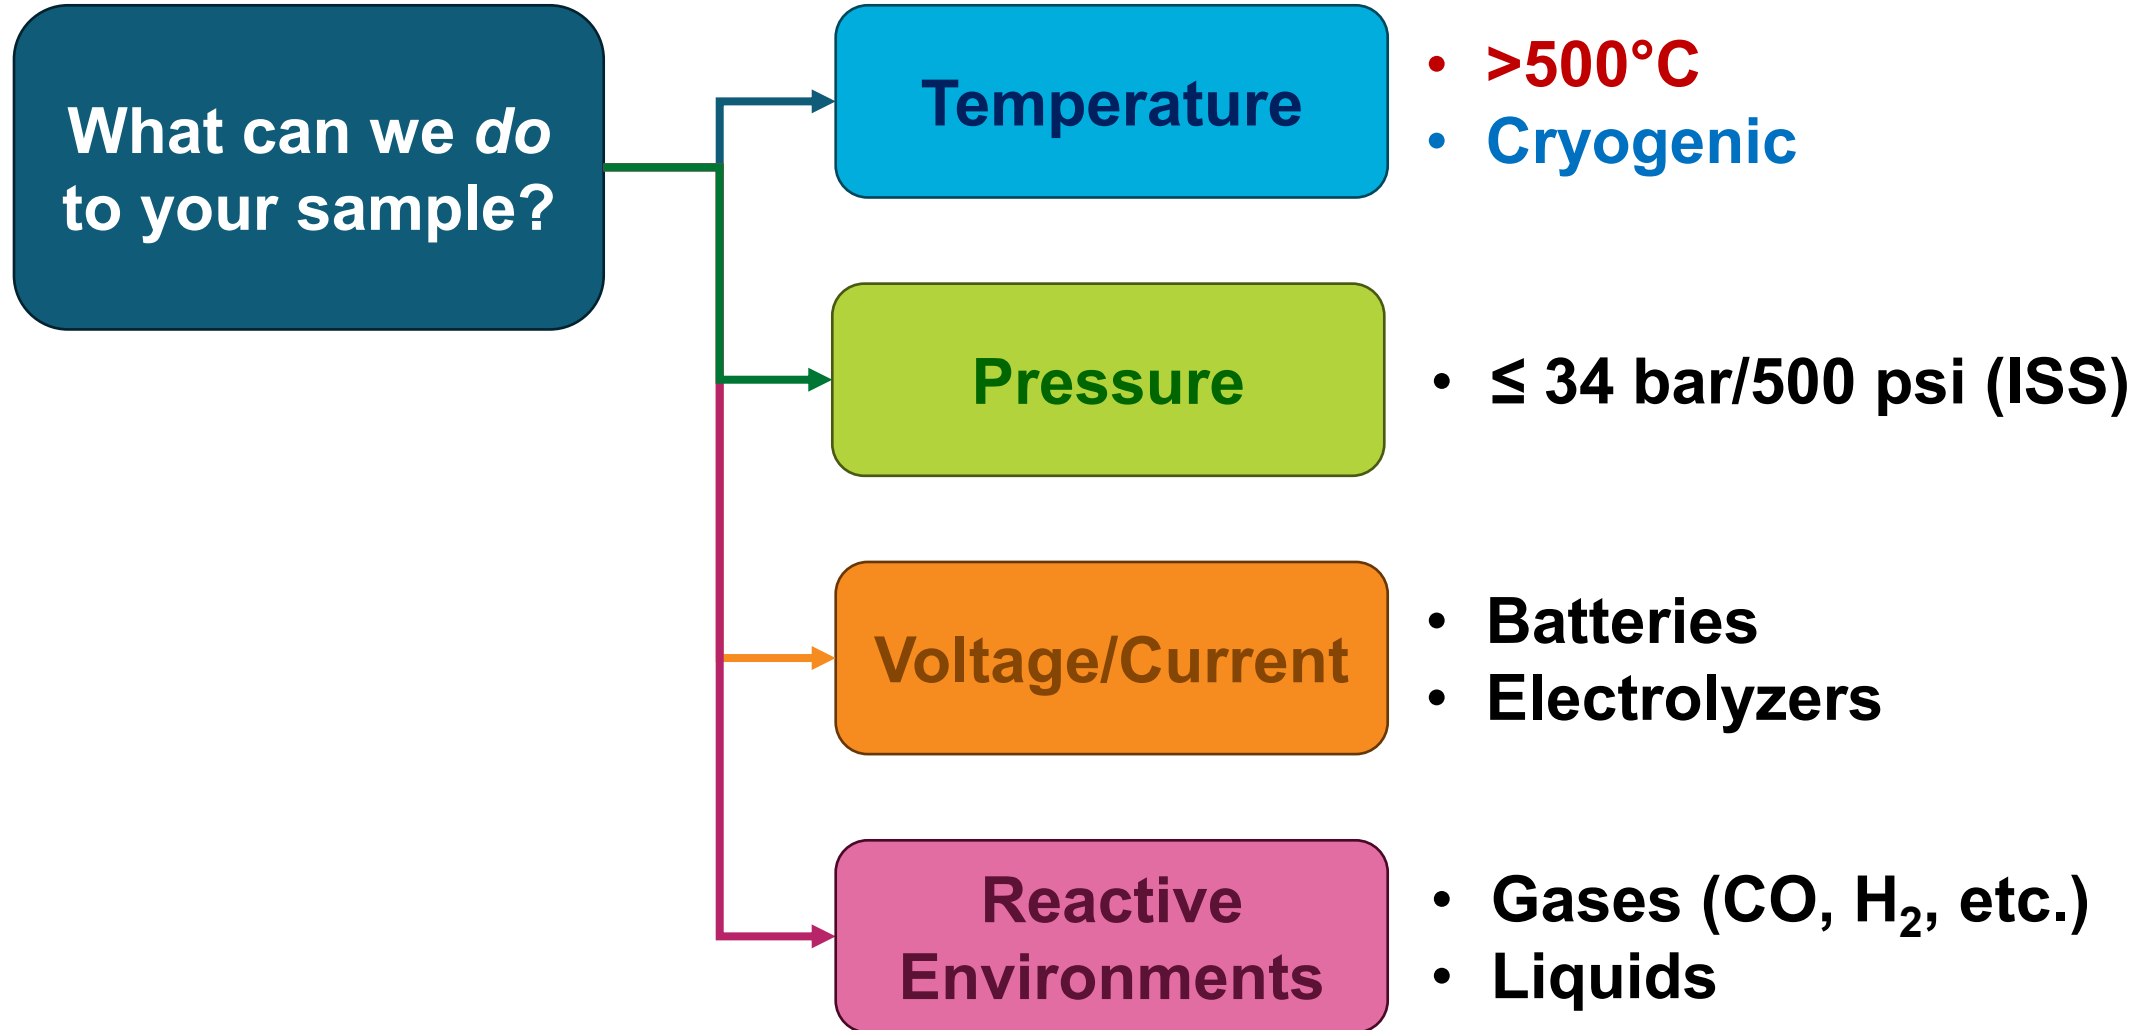 What can we do
to your sample?
Temperature
• >500°C
• Cryogenic
Pressure
• ≤ 34 bar/500 psi (ISS)
Voltage/Current
• Batteries
• Electrolyzers
Reactive
Environments
• Gases (CO, H₂, etc.)
• Liquids